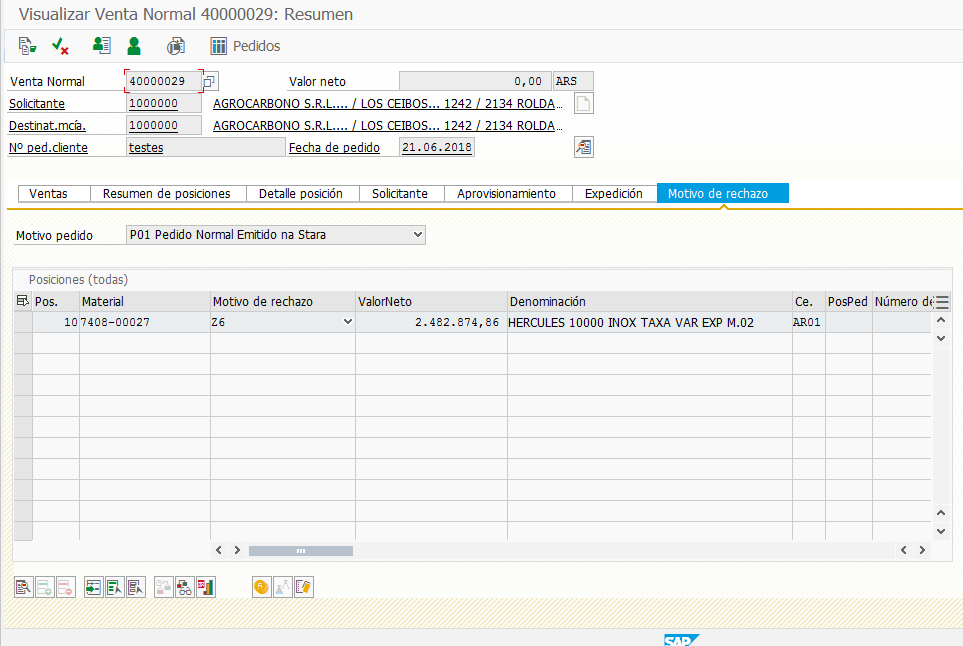 Visualizar Venta Normal 40000029: Resumen
Pedidos
Venta Normal 40000029 Valor neto 0,00 ARS
Solicitante 1000000 AGROCARBONO S.R.L.... / LOS CEIBOS... 1242 / 2134 ROLDA…
Destinat.mcía. 1000000 AGROCARBONO S.R.L.... / LOS CEIBOS... 1242 / 2134 ROLDA…
Nº ped.cliente testes Fecha de pedido 21.06.2018
Ventas Resumen de posiciones Detalle posición Solicitante Aprovisionamiento Expedición Motivo de rechazo
Motivo pedido P01 Pedido Normal Emitido na Stara
Posiciones (todas)
Pos. Material Motivo de rechazo ValorNeto Denominación Ce. PosPed Número de
10 7408-00027 Z6 2.482.874,86 HERCULES 10000 INOX TAXA VAR EXP M.02 AR01
SAP